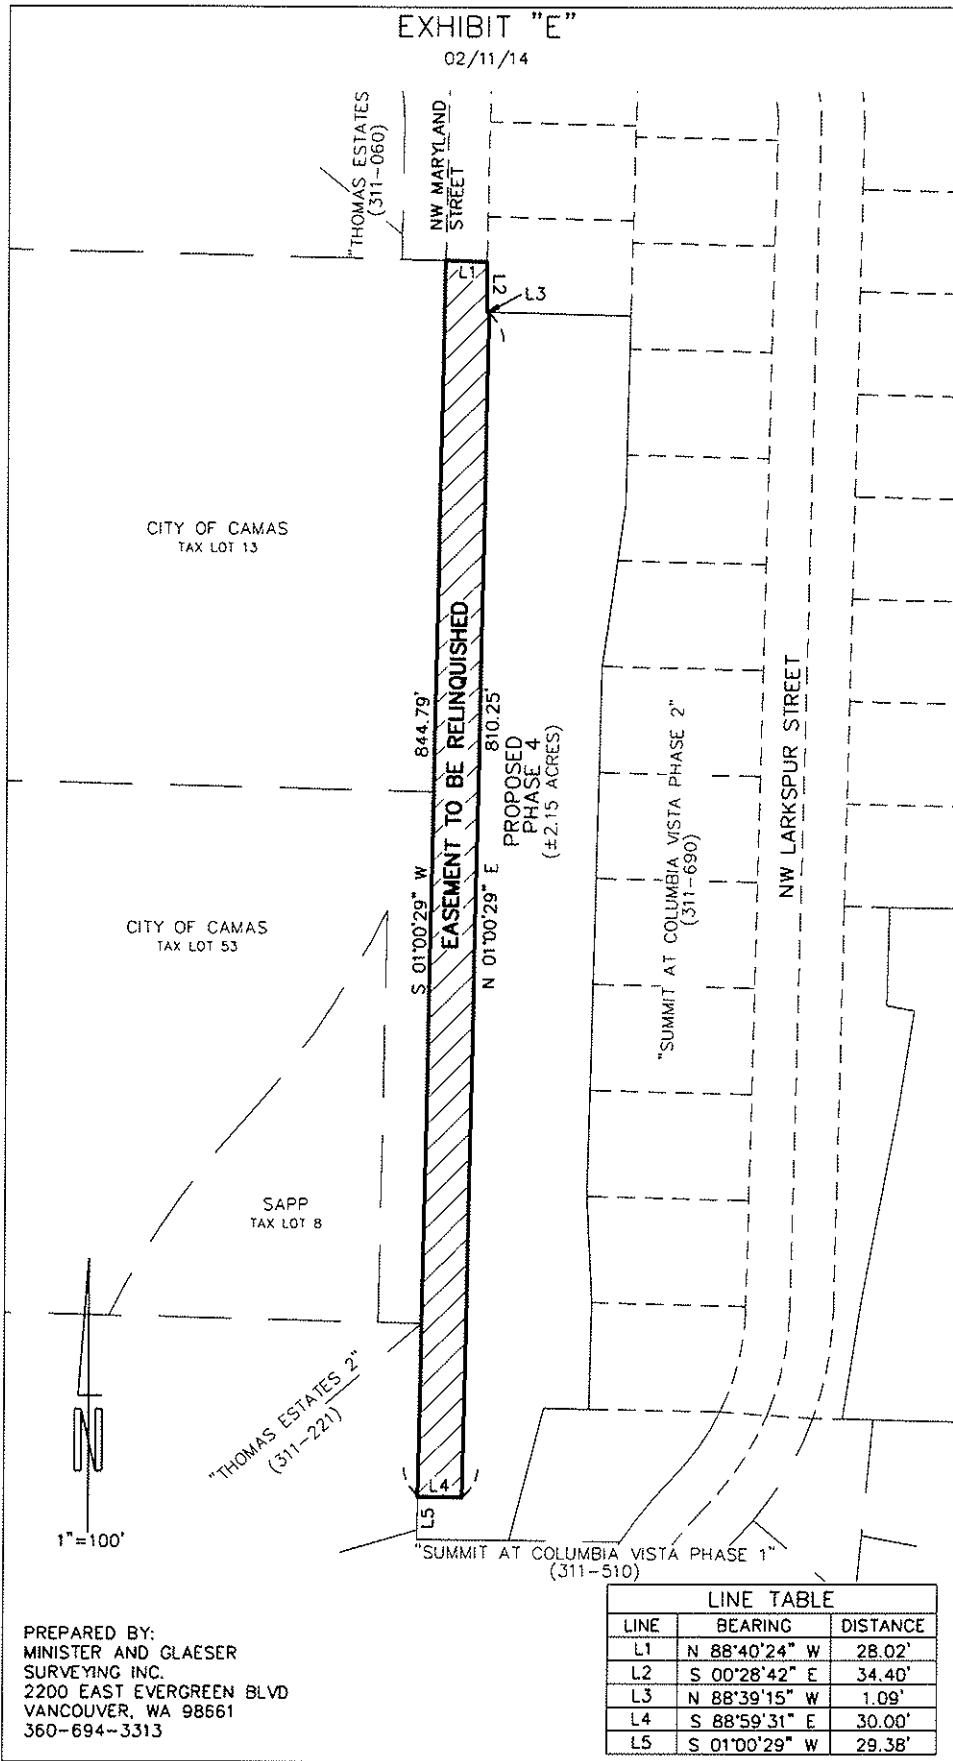 EXHIBIT "E"
02/11/14
"THOMAS ESTATES
(311-060)
NW MARYLAND
STREET
L1
L2
L3
CITY OF CAMAS
TAX LOT 13
844.79'
S 01°00'29" W
EASEMENT TO BE RELINQUISHED
810.25'
N 01°00'29" E
PROPOSED
PHASE 4
(±2.15 ACRES)
"SUMMIT AT COLUMBIA VISTA PHASE 2"
(311-690)
NW LARKSPUR STREET
CITY OF CAMAS
TAX LOT 53
SAPP
TAX LOT 8
"THOMAS ESTATES 2"
(311-221)
L4
L5
N
1"=100'
"SUMMIT AT COLUMBIA VISTA PHASE 1"
(311-510)
PREPARED BY:
MINISTER AND GLAESER
SURVEYING INC.
2200 EAST EVERGREEN BLVD
VANCOUVER, WA 98661
360-694-3313
LINE TABLE
LINE BEARING DISTANCE
L1 N 88°40'24" W 28.02'
L2 S 00°28'42" E 34.40'
L3 N 88°39'15" W 1.09'
L4 S 88°59'31" E 30.00'
L5 S 01°00'29" W 29.38'